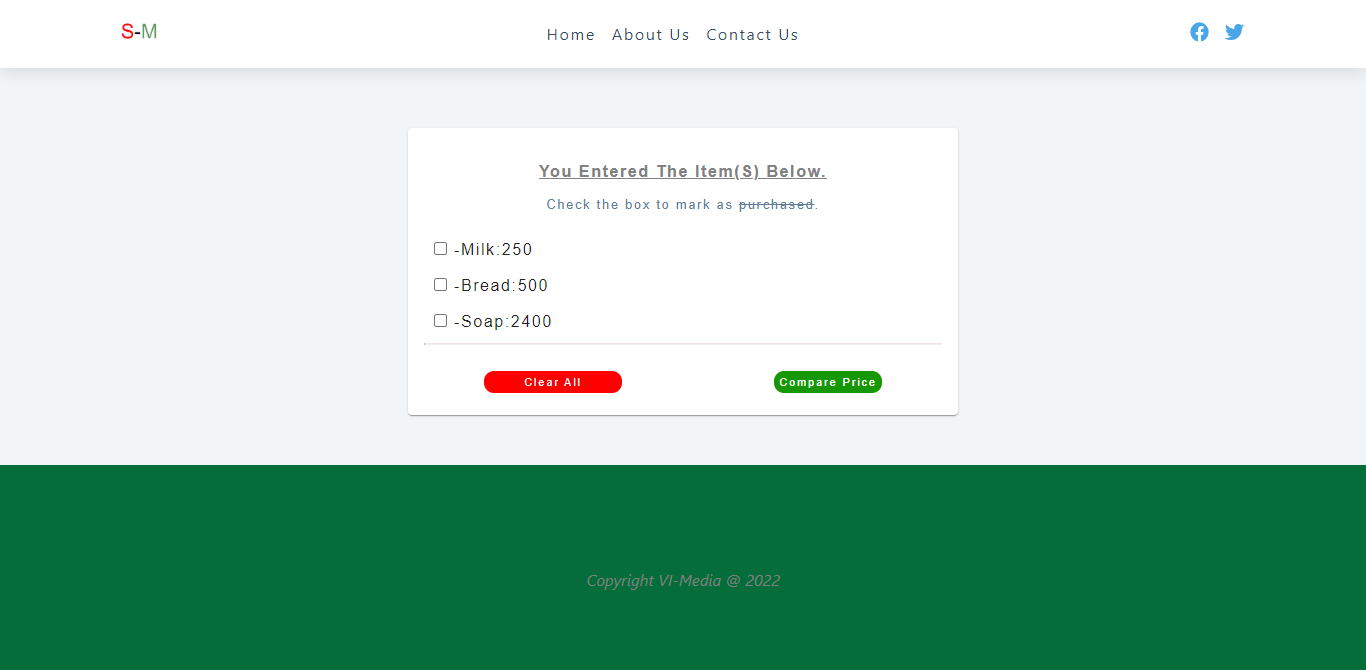 S-M
Home About Us Contact Us
You Entered The Item(S) Below.
Check the box to mark as purchased.
-Milk:250
-Bread:500
-Soap:2400
Clear All Compare Price
Copyright VI-Media @ 2022